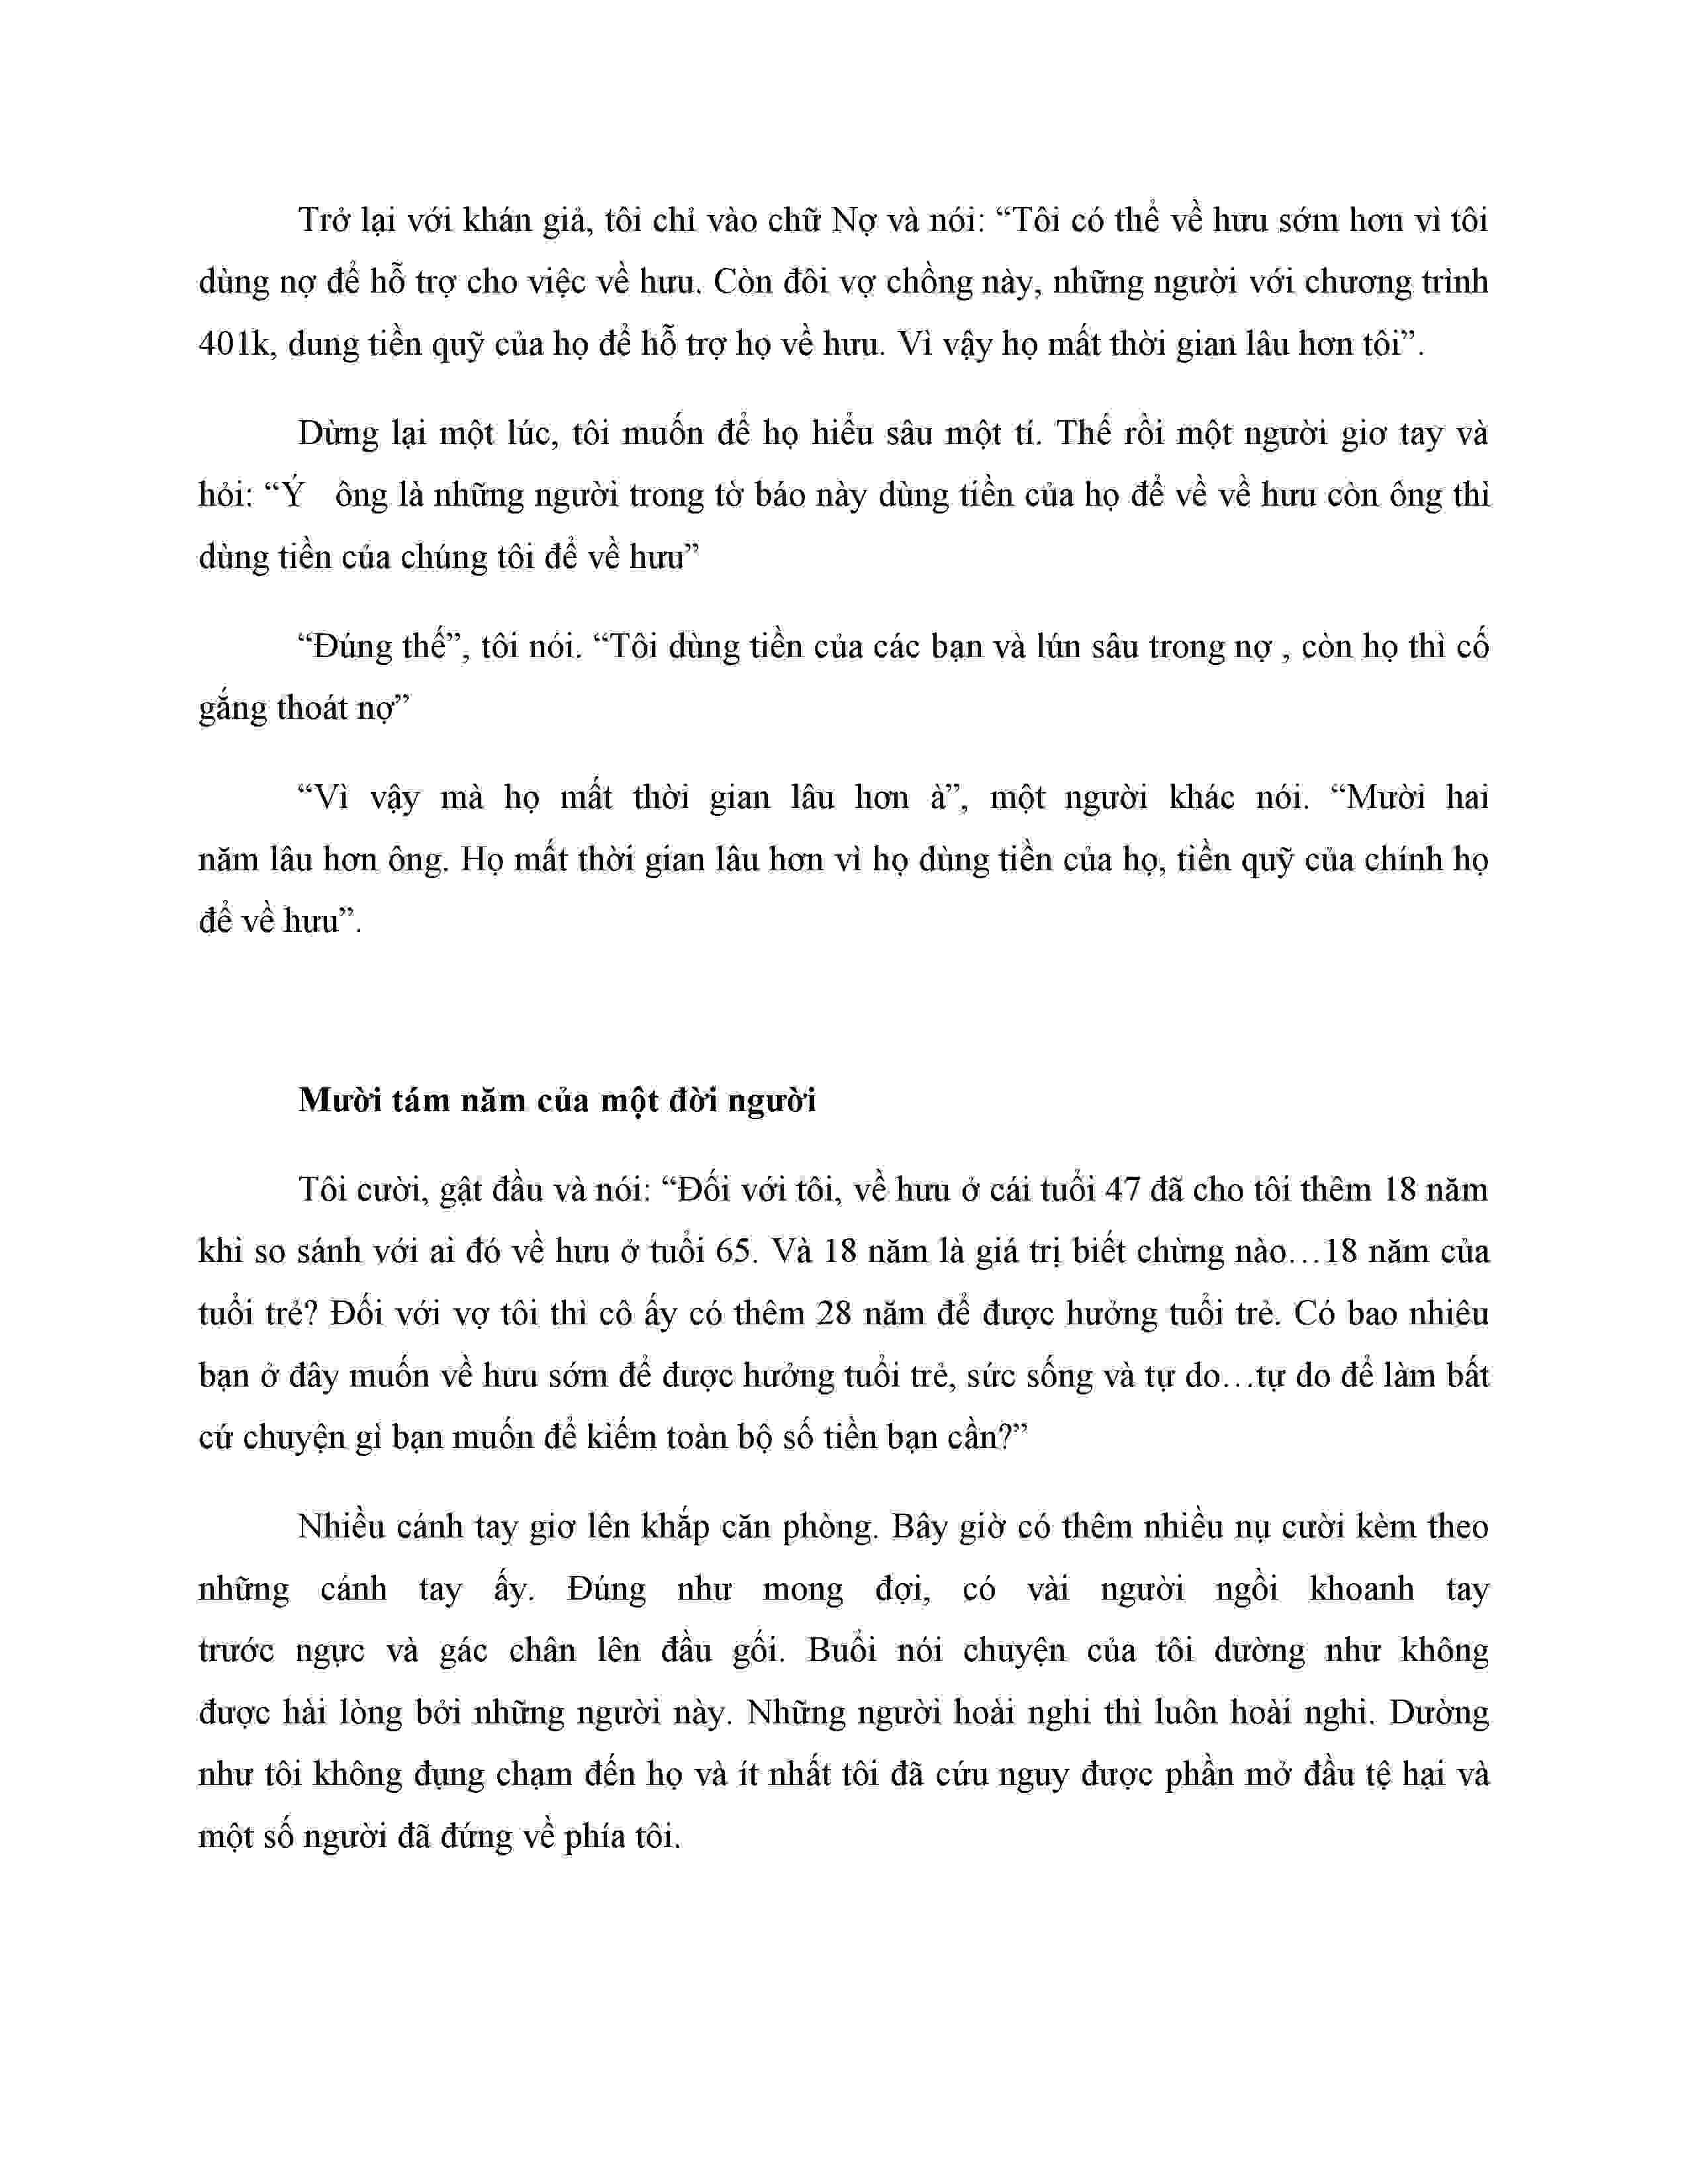 Trở lại với khán giả, tôi chỉ vào chữ Nợ và nói: “Tôi có thể về hưu sớm hơn vì tôi
dùng nợ để hỗ trợ cho việc về hưu. Còn đôi vợ chồng này, những người với chương trình
401k, dung tiền quỹ của họ để hỗ trợ họ về hưu. Vì vậy họ mất thời gian lâu hơn tôi”.
Dừng lại một lúc, tôi muốn để họ hiểu sâu một tí. Thế rồi một người giơ tay và
hỏi: “Ý ông là những người trong tờ báo này dùng tiền của họ để về về hưu còn ông thì
dùng tiền của chúng tôi để về hưu”
“Đúng thế”, tôi nói. “Tôi dùng tiền của các bạn và lún sâu trong nợ , còn họ thì cố
gắng thoát nợ”
“Vì vậy mà họ mất thời gian lâu hơn à”, một người khác nói. “Mười hai
năm lâu hơn ông. Họ mất thời gian lâu hơn vì họ dùng tiền của họ, tiền quỹ của chính họ
để về hưu”.
Mười tám năm của một đời người
Tôi cười, gật đầu và nói: “Đối với tôi, về hưu ở cái tuổi 47 đã cho tôi thêm 18 năm
khi so sánh với ai đó về hưu ở tuổi 65. Và 18 năm là giá trị biết chừng nào…18 năm của
tuổi trẻ? Đối với vợ tôi thì cô ấy có thêm 28 năm để được hưởng tuổi trẻ. Có bao nhiêu
bạn ở đây muốn về hưu sớm để được hưởng tuổi trẻ, sức sống và tự do…tự do để làm bất
cứ chuyện gì bạn muốn để kiếm toàn bộ số tiền bạn cần?”
Nhiều cánh tay giơ lên khắp căn phòng. Bây giờ có thêm nhiều nụ cười kèm theo
những cánh tay ấy. Đúng như mong đợi, có vài người ngồi khoanh tay
trước ngực và gác chân lên đầu gối. Buổi nói chuyện của tôi dường như không
được hài lòng bởi những người này. Những người hoài nghi thì luôn hoài nghi. Dường
như tôi không đụng chạm đến họ và ít nhất tôi đã cứu nguy được phần mở đầu tệ hại và
một số người đã đứng về phía tôi.